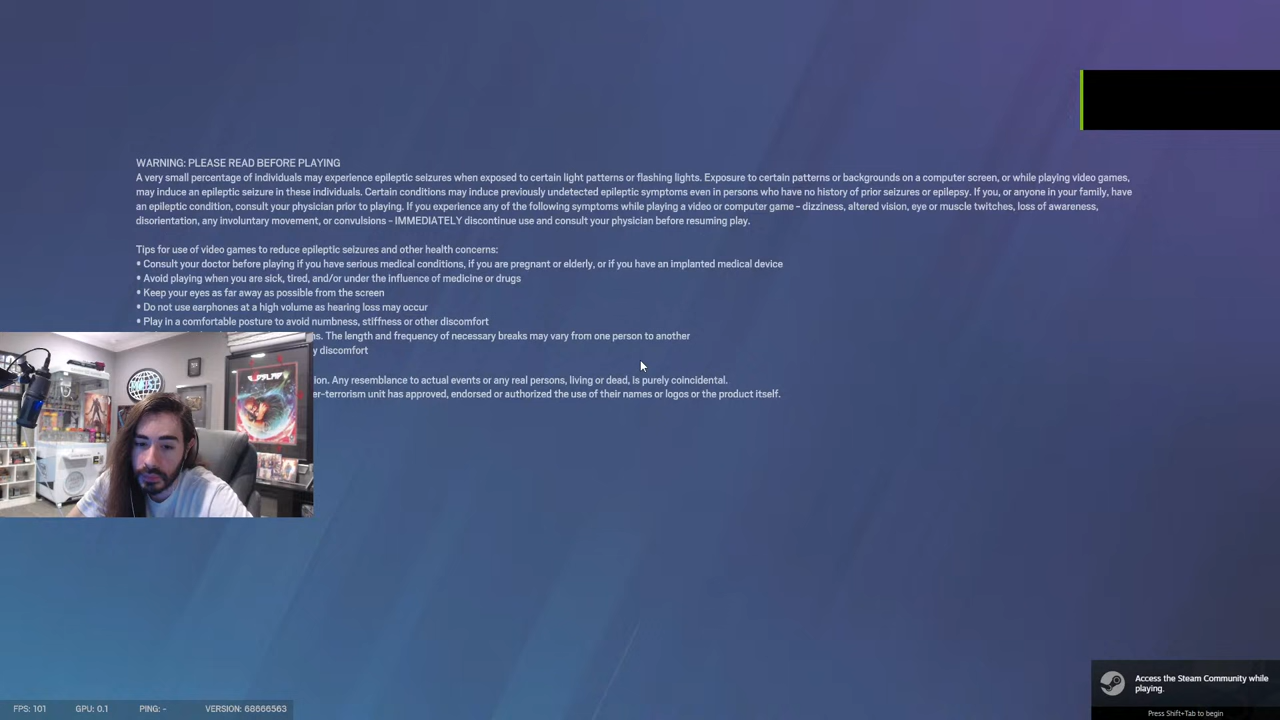 WARNING: PLEASE READ BEFORE PLAYING
A very small percentage of individuals may experience epileptic seizures when exposed to certain light patterns or flashing lights. Exposure to certain patterns or backgrounds on a computer screen, or while playing video games,
may induce an epileptic seizure in these individuals. Certain conditions may induce previously undetected epileptic symptoms even in persons who have no history of prior seizures or epilepsy. If you, or anyone in your family, have
an epileptic condition, consult your physician prior to playing. If you experience any of the following symptoms while playing a video or computer game - dizziness, altered vision, eye or muscle twitches, loss of awareness,
disorientation, any involuntary movement, or convulsions - IMMEDIATELY discontinue use and consult your physician before resuming play.
Tips for use of video games to reduce epileptic seizures and other health concerns:
• Consult your doctor before playing if you have serious medical conditions, if you are pregnant or elderly, or if you have an implanted medical device
• Avoid playing when you are sick, tired, and/or under the influence of medicine or drugs
• Keep your eyes as far away as possible from the screen
• Do not use earphones at a high volume as hearing loss may occur
• Play in a comfortable posture to avoid numbness, stiffness or other discomfort
s. The length and frequency of necessary breaks may vary from one person to another
y discomfort
ion. Any resemblance to actual events or any real persons, living or dead, is purely coincidental.
er-terrorism unit has approved, endorsed or authorized the use of their names or logos or the product itself.
Access the Steam Community while
playing.
Press Shift+Tab to begin
FPS: 101 GPU: 0.1 PING: - VERSION: 68666563